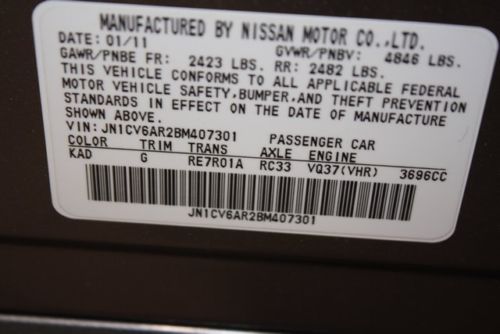 MANUFACTURED BY NISSAN MOTOR CO.,LTD.
DATE: 01/11 GVWR/PNBV: 4846 LBS.
GAWR/PNBE FR: 2423 LBS. RR: 2482 LBS.
THIS VEHICLE CONFORMS TO ALL APPLICABLE FEDERAL
MOTOR VEHICLE SAFETY, BUMPER, AND THEFT PREVENTION
STANDARDS IN EFFECT ON THE DATE OF MANUFACTURE
SHOWN ABOVE.
VIN: JN1CV6AR2BM407301 PASSENGER CAR
COLOR TRIM TRANS AXLE ENGINE
KAD G RE7R01A RC33 VQ37(VHR) 3696CC
JN1CV6AR2BM407301